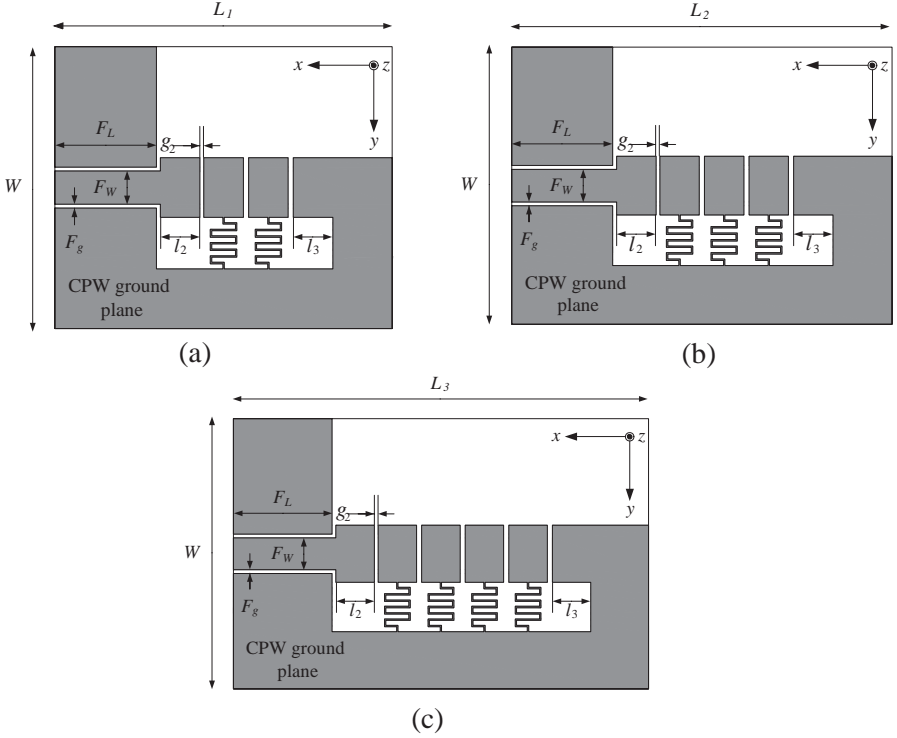 L1
W
x
z
y
FL
g2
FW
Fg
l2
l3
CPW ground
plane
(a)
L2
W
x
z
y
FL
g2
FW
Fg
l2
l3
CPW ground
plane
(b)
L3
W
x
z
y
FL
g2
FW
Fg
l2
l3
CPW ground
plane
(c)